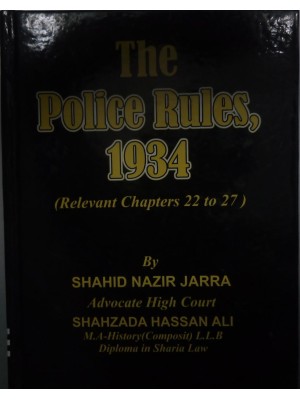 The
Police Rules,
1934
(Relevant Chapters 22 to 27)
By
SHAHID NAZIR JARRA
Advocate High Court
SHAHZADA HASSAN ALI
M.A-History(Composit) L.L.B
Diploma in Sharia Law